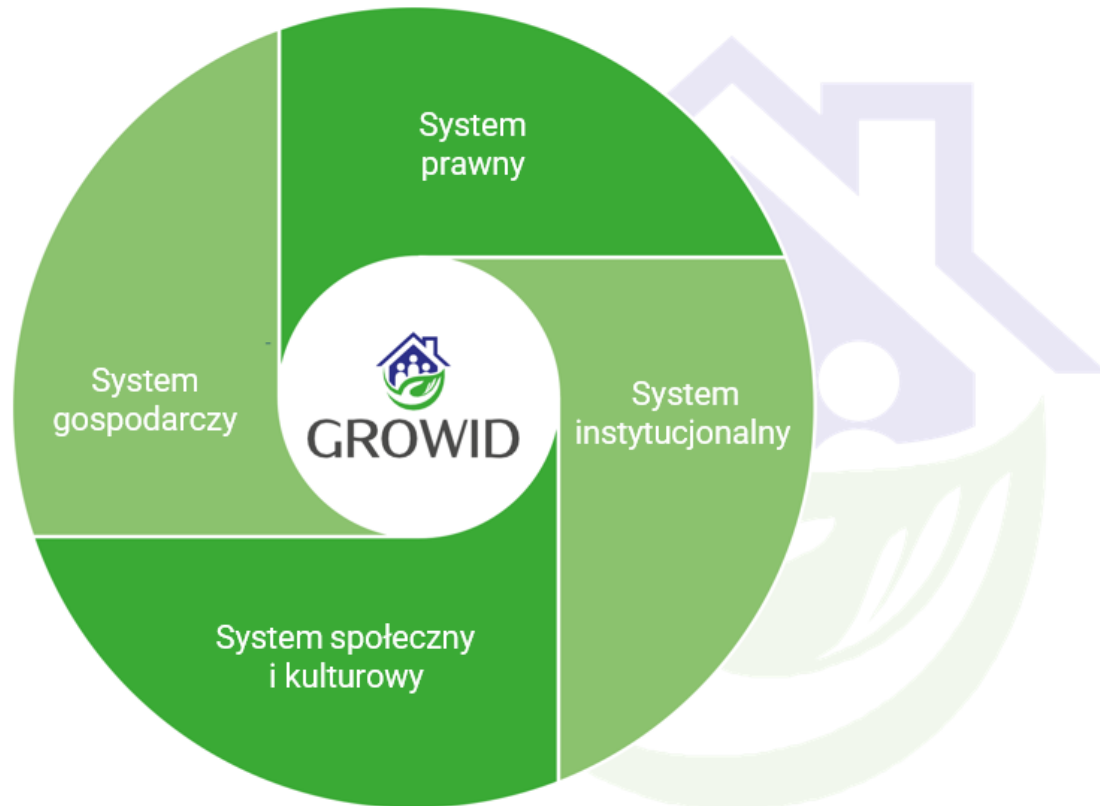 System
prawny
System
gospodarczy
GROWID
System
instytucjonalny
System społeczny
i kulturowy